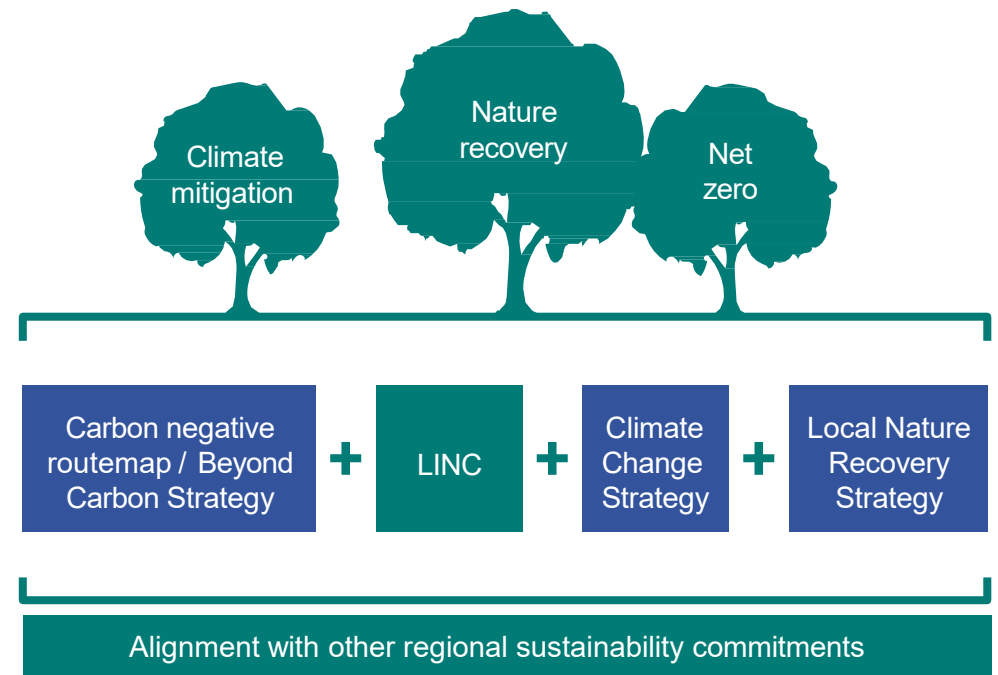 Climate
mitigation
Nature
recovery
Net
zero
Carbon negative
routemap / Beyond
Carbon Strategy
+
LINC
+
Climate
Change
Strategy
+
Local Nature
Recovery
Strategy
Alignment with other regional sustainability commitments